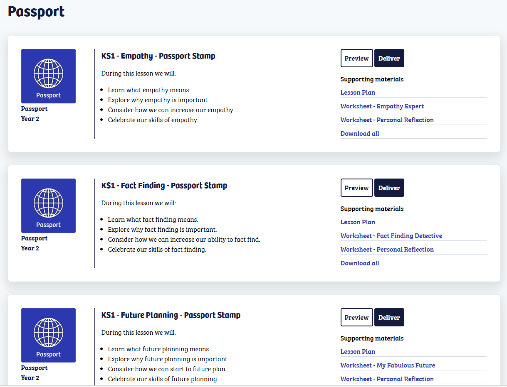 Passport
KS1 - Empathy - Passport Stamp
During this lesson we will:
Learn what empathy means
Explore why empathy is important
Consider how we can increase our empathy
Celebrate our skills of empathy
Passport
Passport
Year 2
Preview
Deliver
Supporting materials
Lesson Plan
Worksheet - Empathy Expert
Worksheet - Personal Reflection
Download all
KS1 - Fact Finding - Passport Stamp
During this lesson we will:
Learn what fact finding means.
Explore why fact finding is important.
Consider how we can increase our ability to fact find.
Celebrate our skills of fact finding.
Passport
Passport
Year 2
Preview
Deliver
Supporting materials
Lesson Plan
Worksheet - Fact Finding Detective
Worksheet - Personal Reflection
Download all
KS1 - Future Planning - Passport Stamp
During this lesson we will:
Learn what future planning means
Explore why future planning is important
Consider how we can start to future plan
Celebrate our skills of future planning
Passport
Passport
Year 2
Preview
Deliver
Supporting materials
Lesson Plan
Worksheet - My Fabulous Future
Worksheet - Personal Reflection